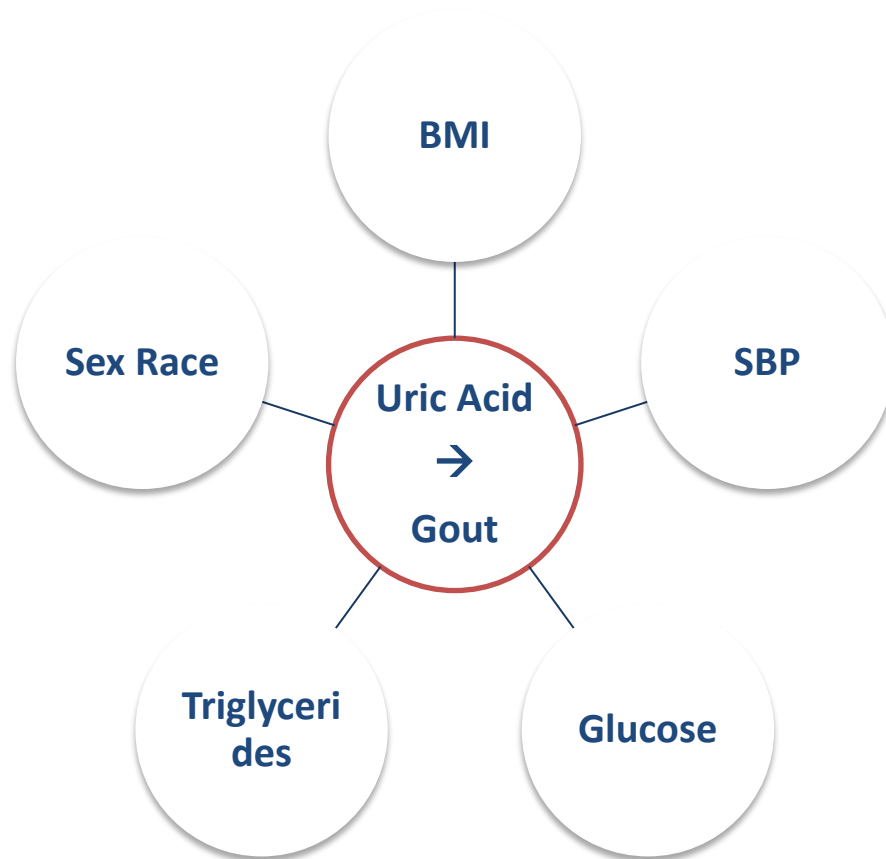 BMI
Sex Race
SBP
Uric Acid
→
Gout
Triglyceri
des
Glucose